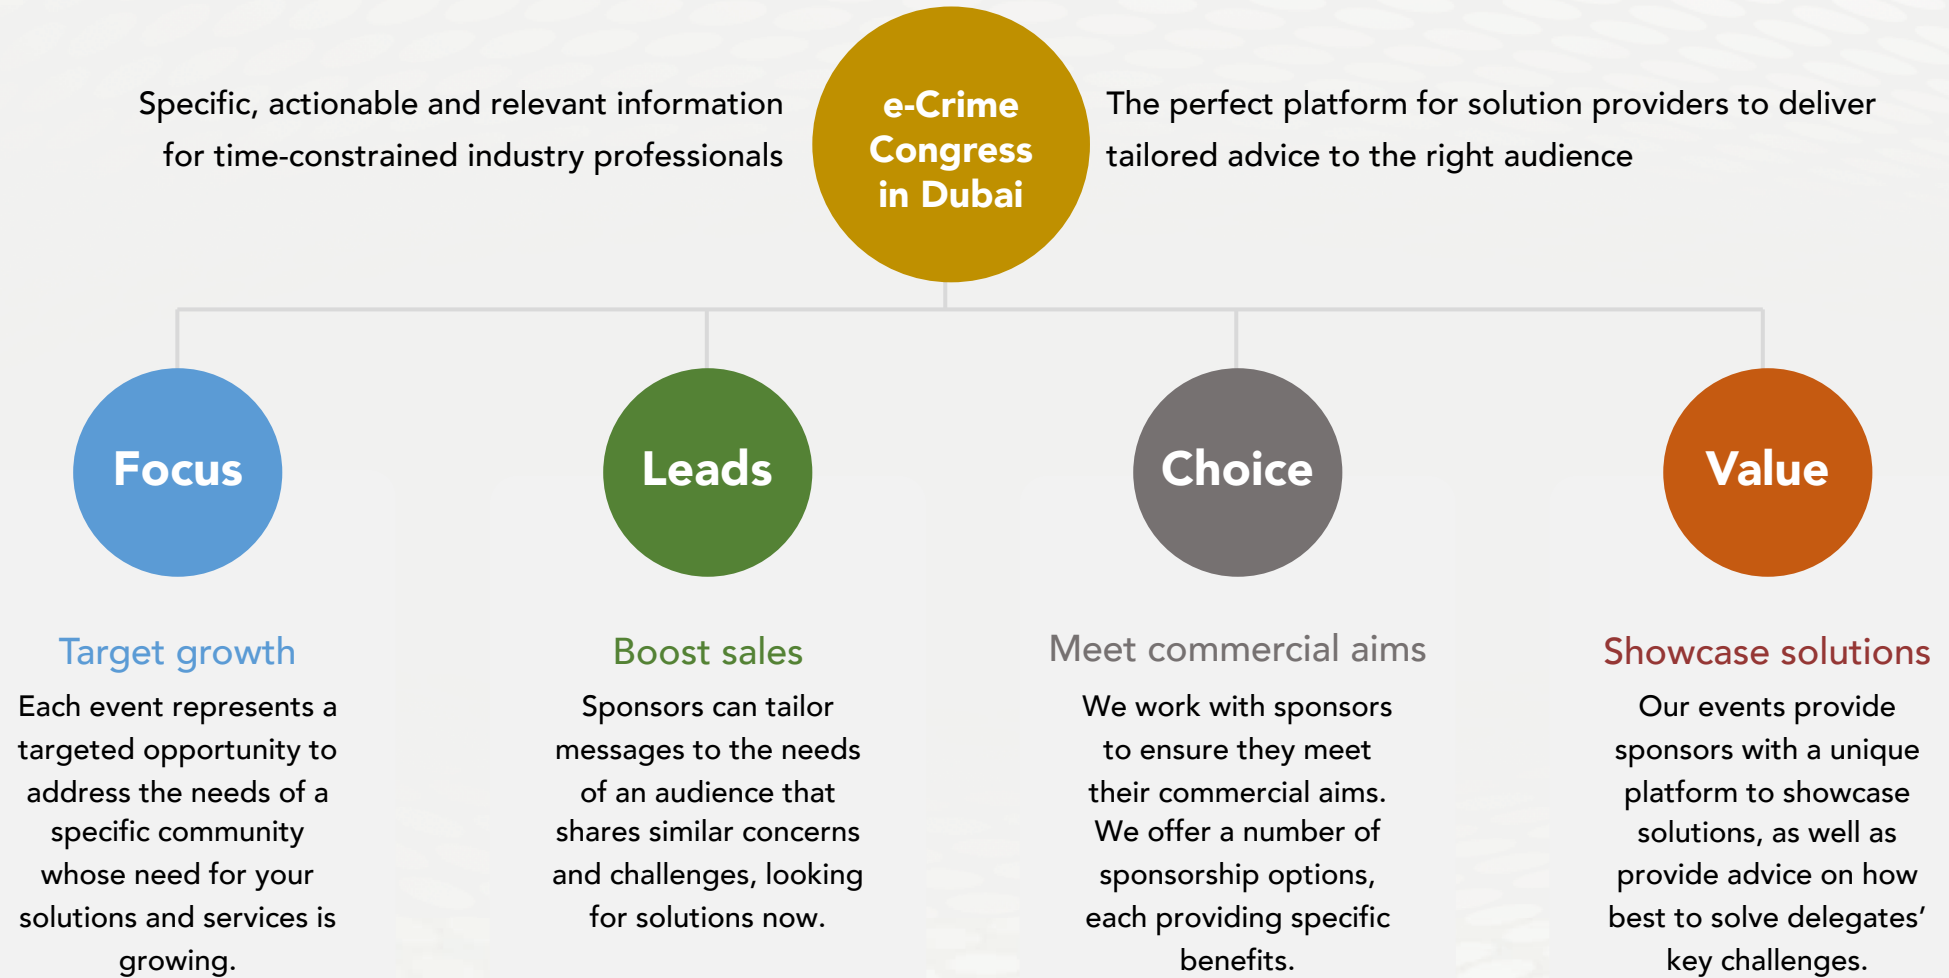 Specific, actionable and relevant information
for time-constrained industry professionals
e-Crime
Congress
in Dubai
The perfect platform for solution providers to deliver
tailored advice to the right audience
Focus
Target growth
Each event represents a
targeted opportunity to
address the needs of a
specific community
whose need for your
solutions and services is
growing.
Leads
Boost sales
Sponsors can tailor
messages to the needs
of an audience that
shares similar concerns
and challenges, looking
for solutions now.
Choice
Meet commercial aims
We work with sponsors
to ensure they meet
their commercial aims.
We offer a number of
sponsorship options,
each providing specific
benefits.
Value
Showcase solutions
Our events provide
sponsors with a unique
platform to showcase
solutions, as well as
provide advice on how
best to solve delegates’
key challenges.